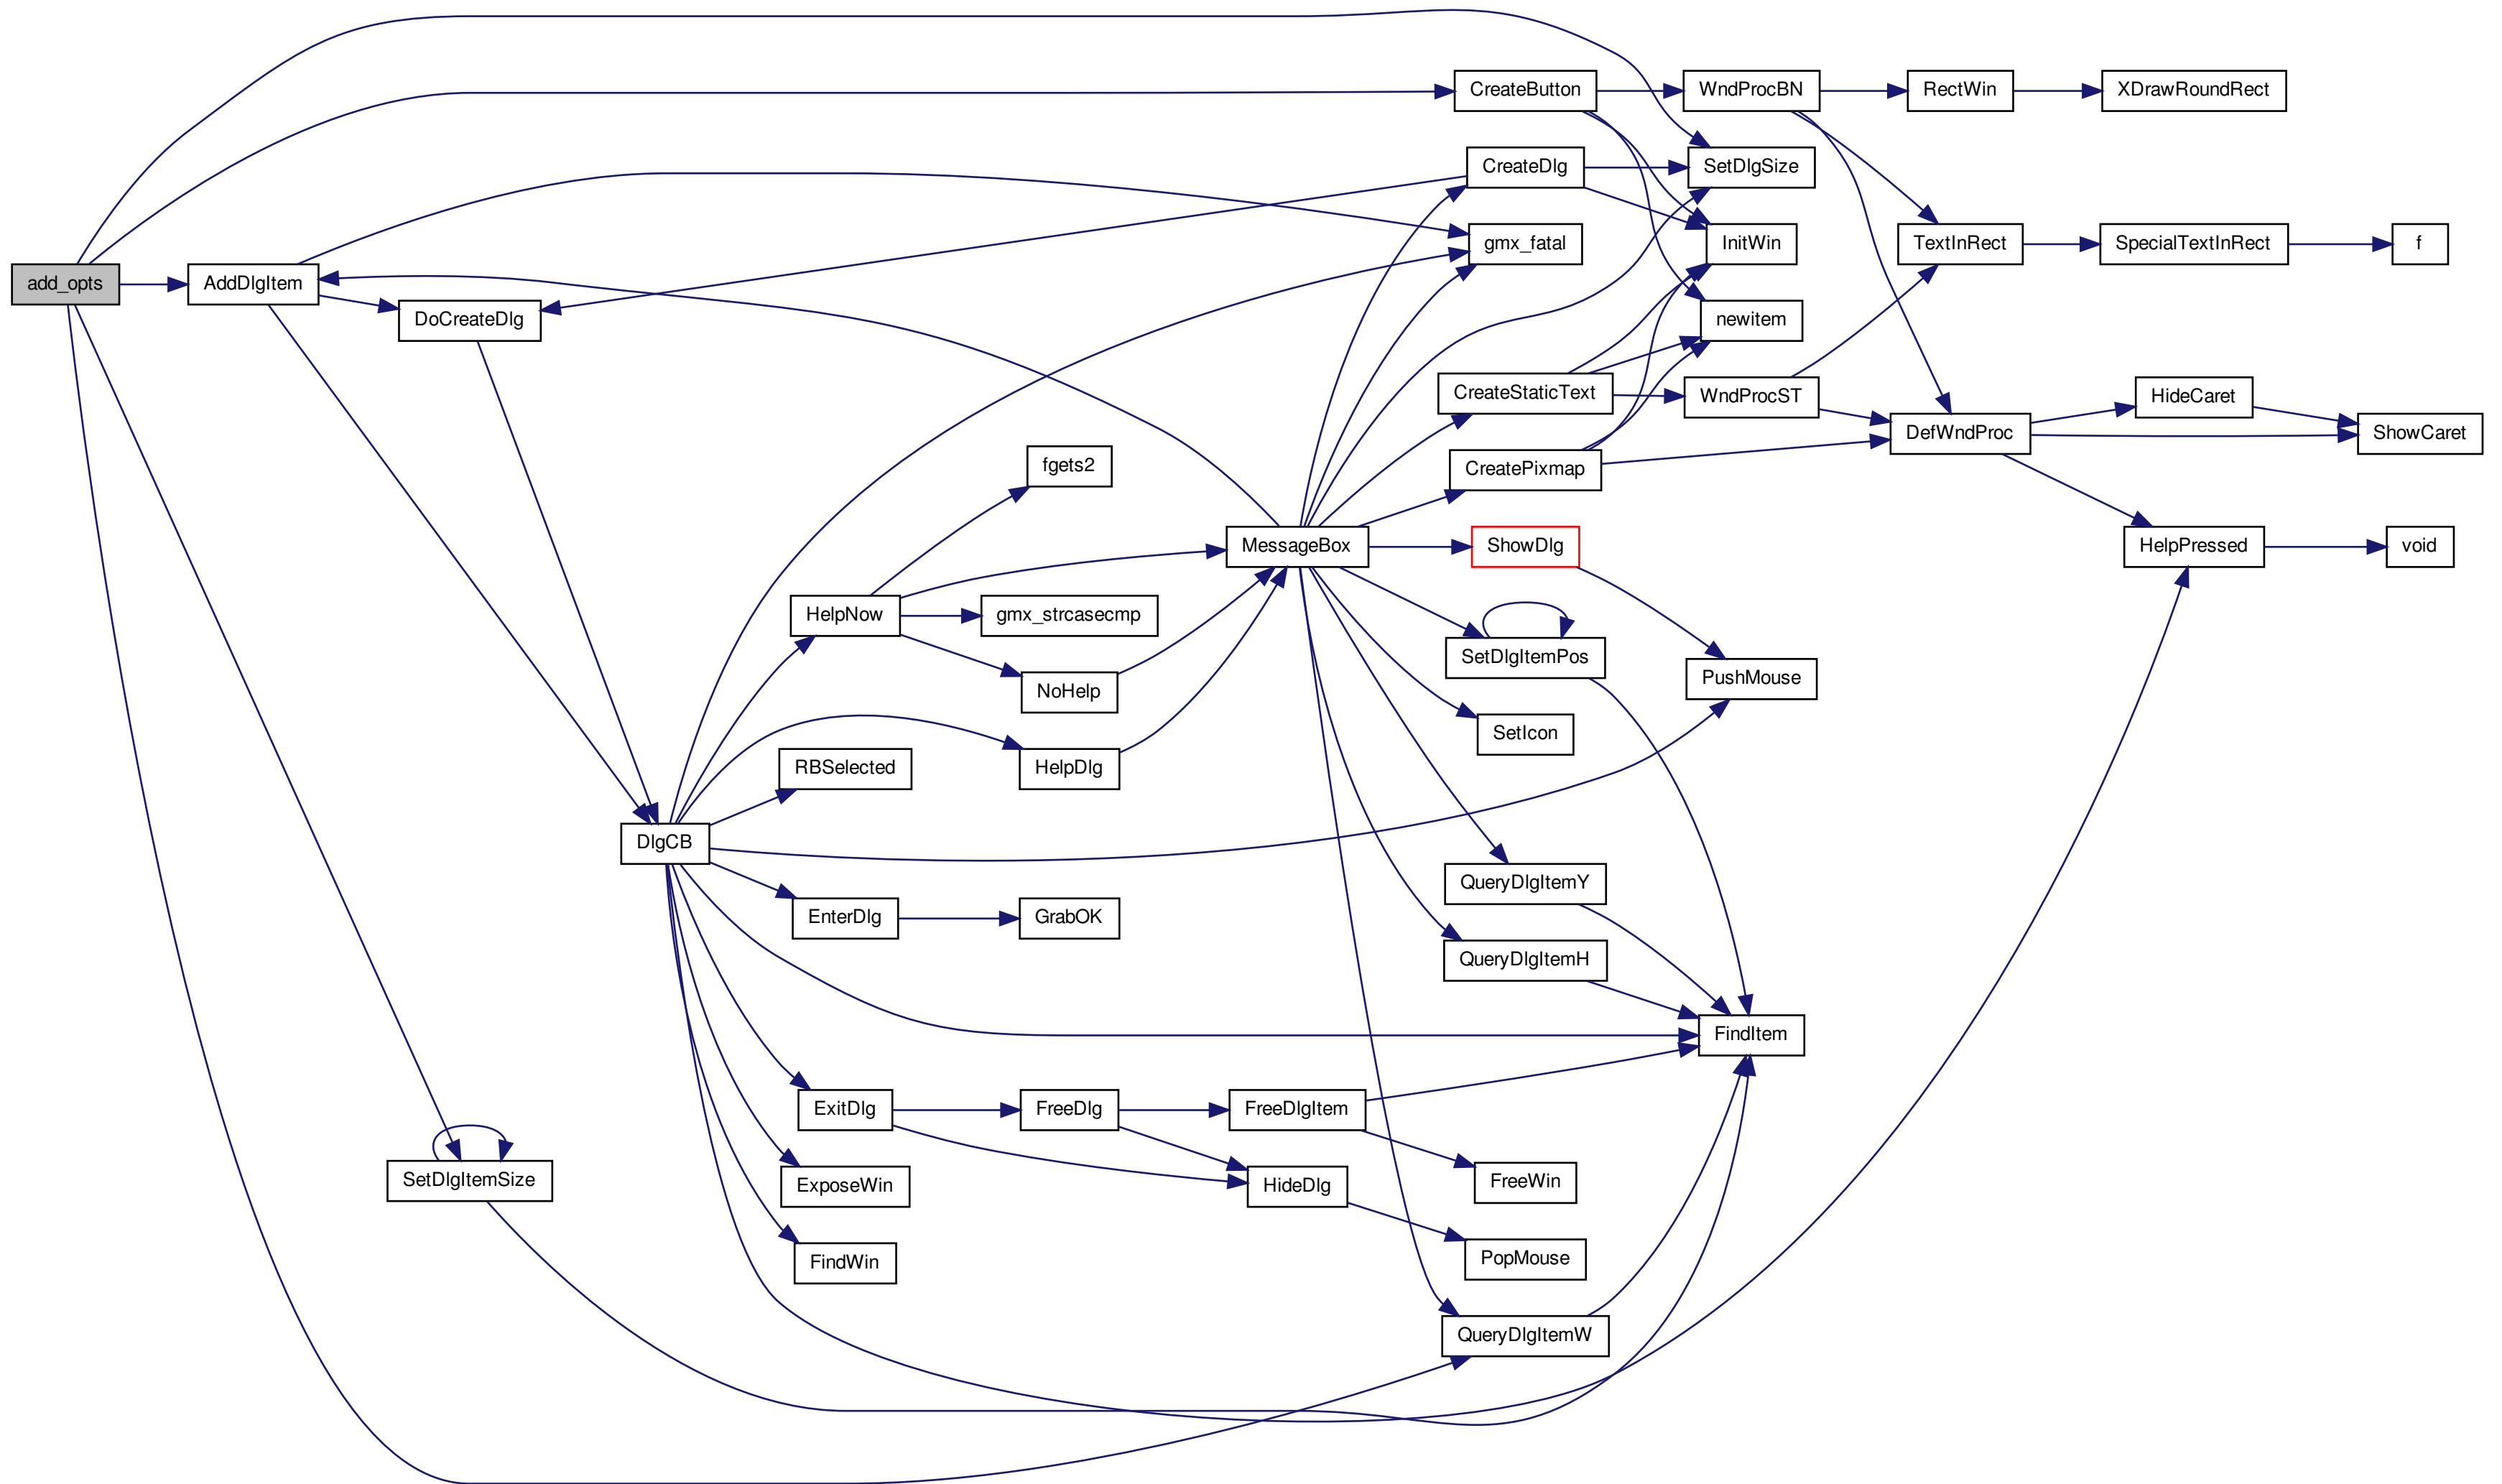 add_opts
AddDlgItem
DoCreateDlg
SetDlgItemSize
DlgCB
HelpNow
RBSelected
EnterDlg
ExitDlg
ExposeWin
FindWin
gmx_fatal
fgets2
gmx_strcasecmp
NoHelp
HelpDlg
GrabOK
FreeDlg
MessageBox
FreeDlgItem
HideDlg
CreateButton
CreateDlg
CreateStaticText
CreatePixmap
ShowDlg
SetDlgItemPos
SetIcon
QueryDlgItemY
QueryDlgItemH
FreeWin
PopMouse
QueryDlgItemW
WndProcBN
SetDlgSize
InitWin
newitem
WndProcST
PushMouse
FindItem
RectWin
TextInRect
DefWndProc
XDrawRoundRect
SpecialTextInRect
HideCaret
HelpPressed
f
ShowCaret
void